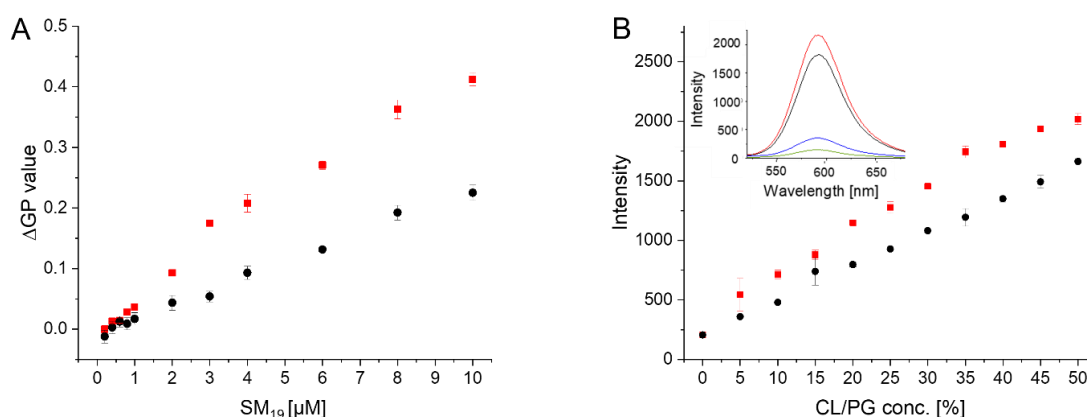 A
ΔGP value
0.5
0.4
0.3
0.2
0.1
0.0
0 1 2 3 4 5 6 7 8 9 10
SM₁₉ [µM]
B
Intensity
2500
2000
1500
1000
500
0
0 5 10 15 20 25 30 35 40 45 50
CL/PG conc. [%]
Intensity
2000
1500
1000
500
0
550 600 650
Wavelength [nm]